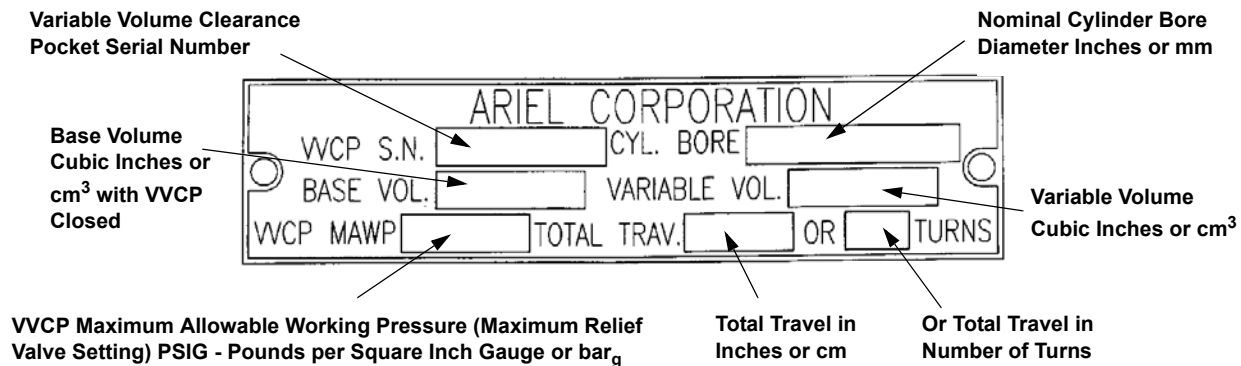 Variable Volume Clearance
Pocket Serial Number
Nominal Cylinder Bore
Diameter Inches or mm
ARIEL CORPORATION
VVCP S.N.
CYL. BORE
Base Volume
Cubic Inches or
cm³ with VVCP
Closed
BASE VOL.
VARIABLE VOL.
Variable Volume
Cubic Inches or cm³
VVCP MAWP
TOTAL TRAV.
OR
TURNS
VVCP Maximum Allowable Working Pressure (Maximum Relief
Valve Setting) PSIG - Pounds per Square Inch Gauge or barg
Total Travel in
Inches or cm
Or Total Travel in
Number of Turns